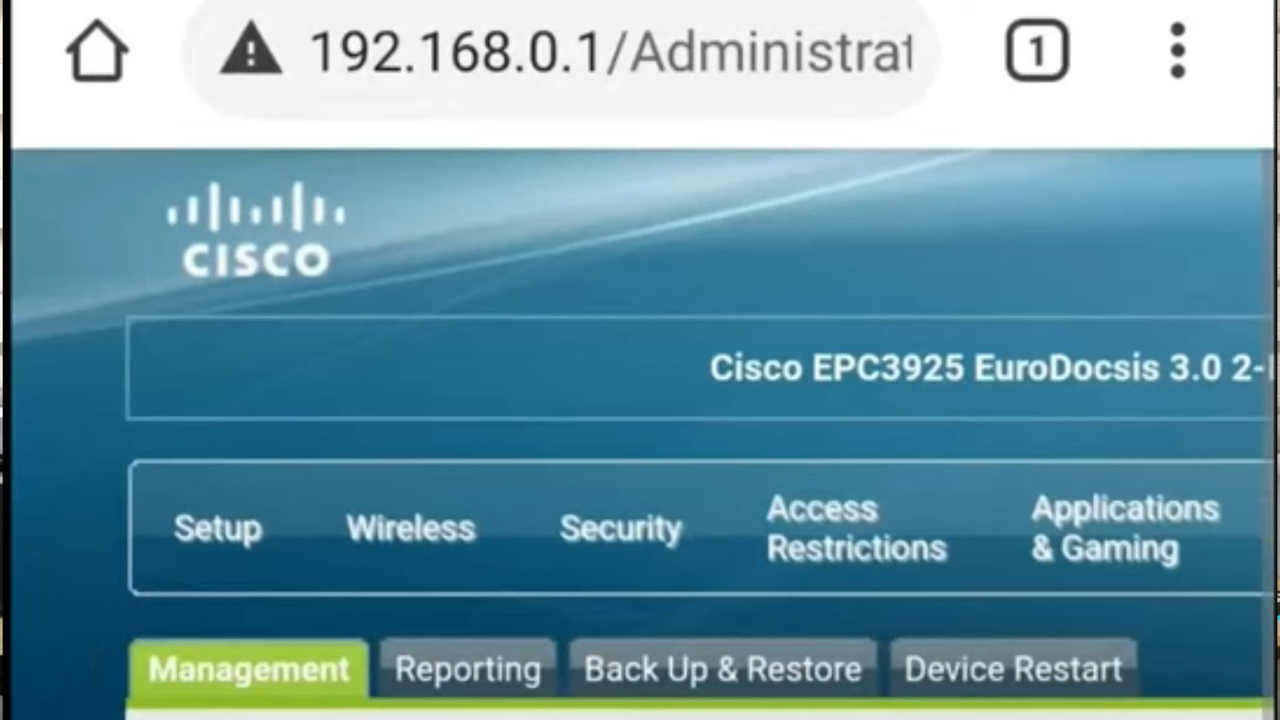 192.168.0.1/Administrat
1
CISCO
Cisco EPC3925 EuroDocsis 3.0 2-
Setup Wireless Security Access Restrictions Applications & Gaming
Management Reporting Back Up & Restore Device Restart